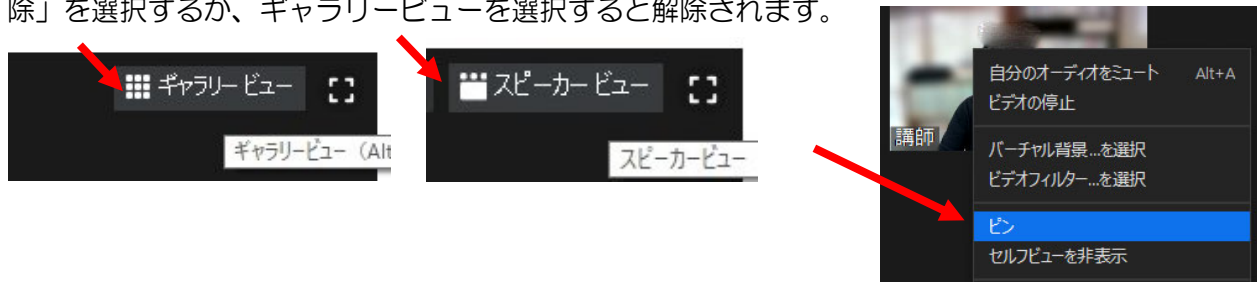 除」を選択するか、ギャラリービューを選択すると解除されます。
ギャラリー ビュー
ギャラリービュー (Alt
スピーカー ビュー
スピーカービュー
講師
自分のオーディオをミュート Alt+A
ビデオの停止
バーチャル背景...を選択
ビデオフィルター...を選択
ピン
セルフビューを非表示